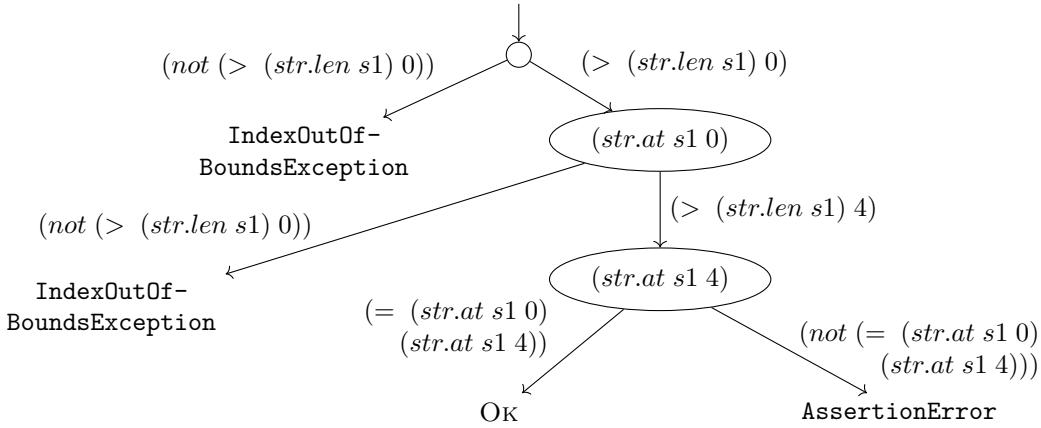 (not (> (str.len s1) 0))
(> (str.len s1) 0)
IndexOutOf-
BoundsException
(str.at s1 0)
(not (> (str.len s1) 0))
(> (str.len s1) 4)
IndexOutOf-
BoundsException
(str.at s1 4)
(= (str.at s1 0)
(str.at s1 4))
(not (= (str.at s1 0)
(str.at s1 4)))
OK
AssertionError